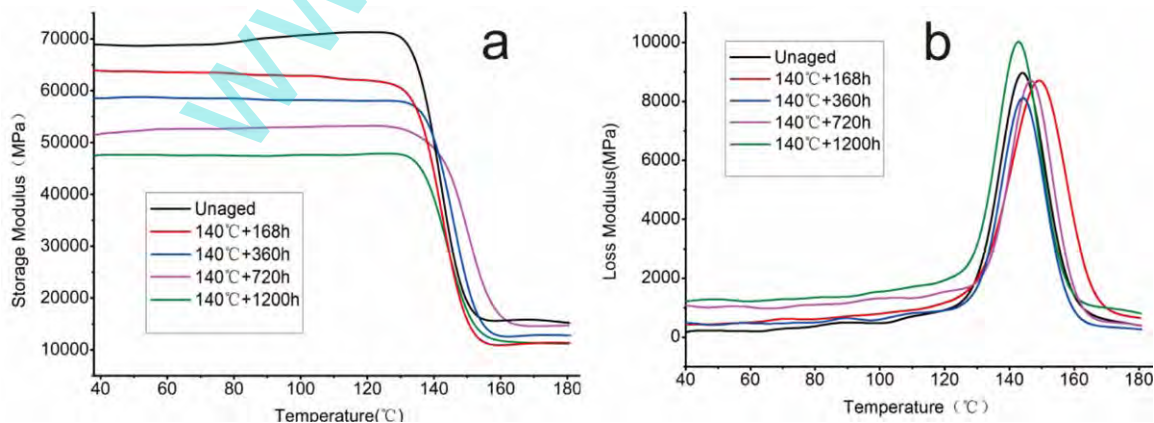 a
70000
60000
50000
40000
30000
20000
10000
Storage Modulus (MPa)
Unaged
140℃+168h
140℃+360h
140℃+720h
140℃+1200h
40 60 80 100 120 140 160 180
Temperature(℃)
b
10000
8000
6000
4000
2000
0
Loss Modulus(MPa)
Unaged
140℃+168h
140℃+360h
140℃+720h
140℃+1200h
40 60 80 100 120 140 160 180
Temperature (℃)